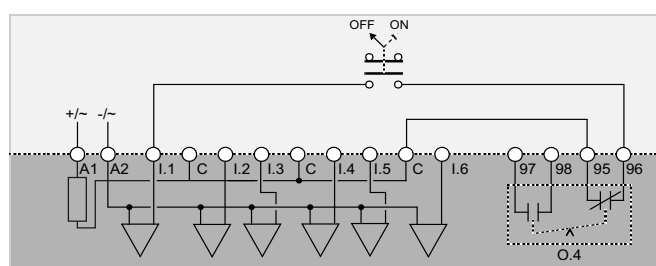 OFF ON
+/~ -/~
A1 A2 I.1 C I.2 I.3 C I.4 I.5 C I.6 97 98 95 96
O.4